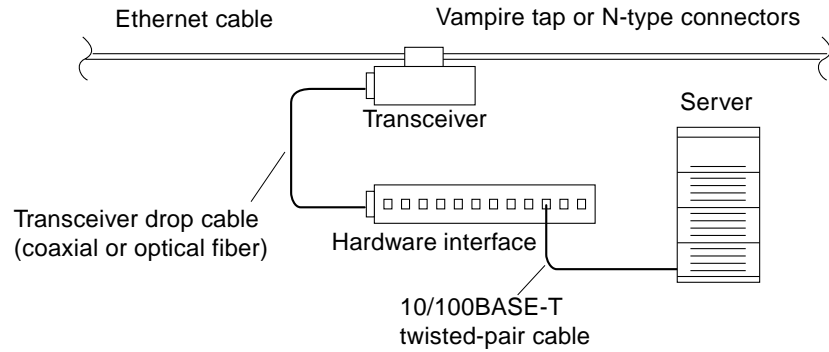 Ethernet cable
Vampire tap or N-type connectors
Transceiver
Server
Transceiver drop cable
(coaxial or optical fiber)
Hardware interface
10/100BASE-T
twisted-pair cable